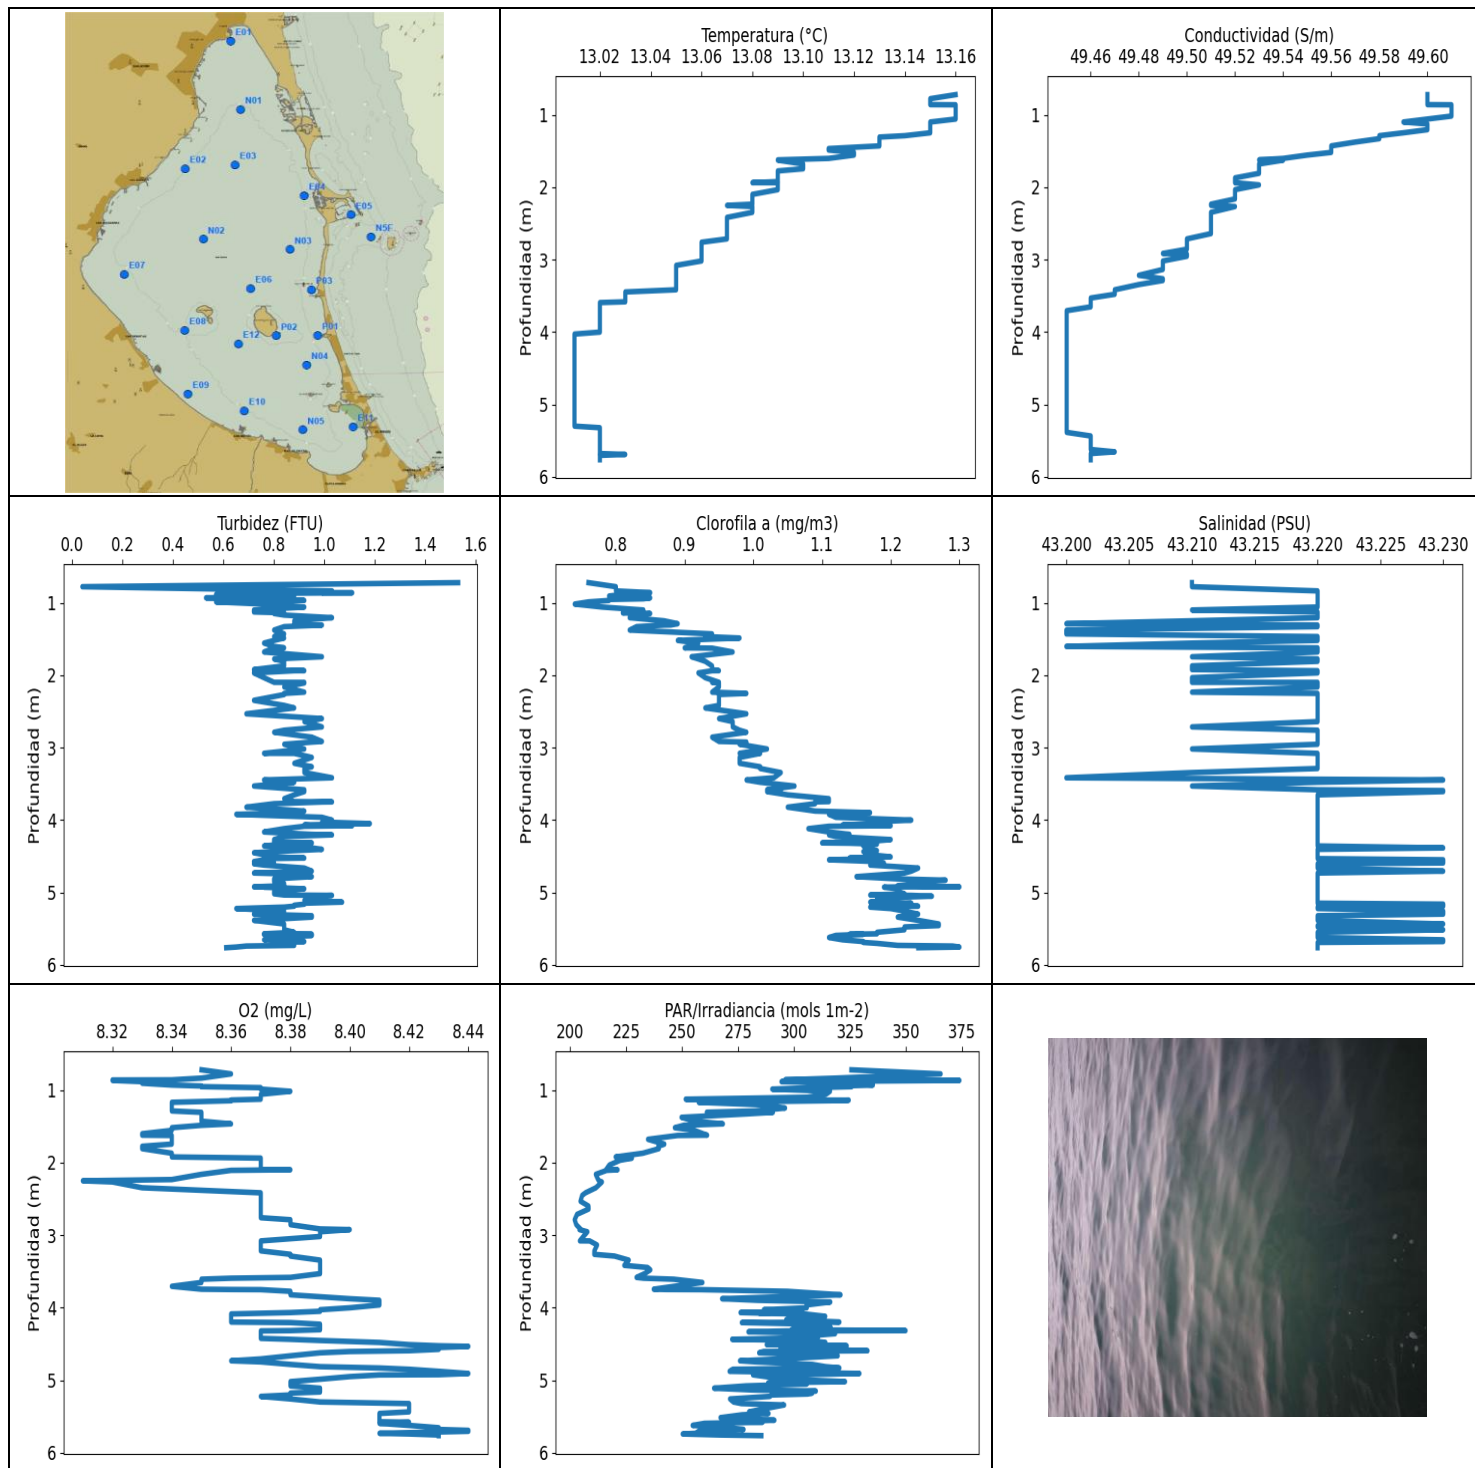 E01
N01
E02
E03
E04
E05
N5F
N02
N03
E07
E06
P03
E08
E12
P02
P01
N04
E09
E10
N05
E11
Temperatura (°C)
13.02 13.04 13.06 13.08 13.10 13.12 13.14 13.16
Profundidad (m)
1
2
3
4
5
6
Conductividad (S/m)
49.46 49.48 49.50 49.52 49.54 49.56 49.58 49.60
Profundidad (m)
1
2
3
4
5
6
Turbidez (FTU)
0.0 0.2 0.4 0.6 0.8 1.0 1.2 1.4 1.6
Profundidad (m)
1
2
3
4
5
6
Clorofila a (mg/m3)
0.8 0.9 1.0 1.1 1.2 1.3
Profundidad (m)
1
2
3
4
5
6
Salinidad (PSU)
43.200 43.205 43.210 43.215 43.220 43.225 43.230
Profundidad (m)
1
2
3
4
5
6
O2 (mg/L)
8.32 8.34 8.36 8.38 8.40 8.42 8.44
Profundidad (m)
1
2
3
4
5
6
PAR/Irradiancia (mols 1m-2)
200 225 250 275 300 325 350 375
Profundidad (m)
1
2
3
4
5
6